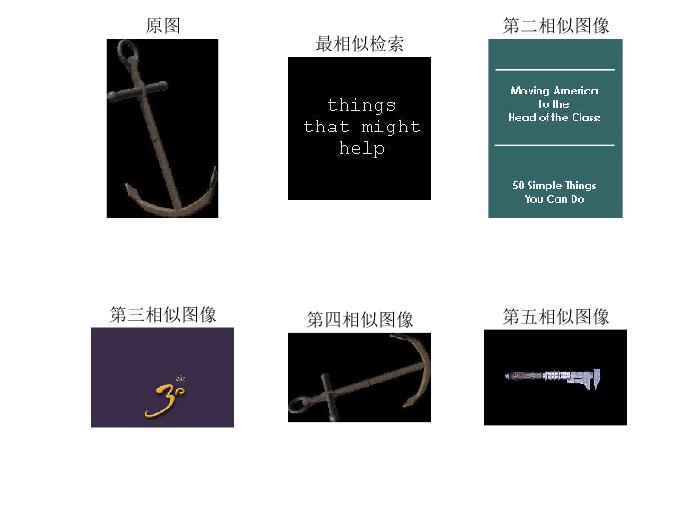 原图
最相似检索
第二相似图像
things
that might
help
Moving America
to the
Head of the Class
50 Simple Things
You Can Do
第三相似图像
第四相似图像
第五相似图像
air